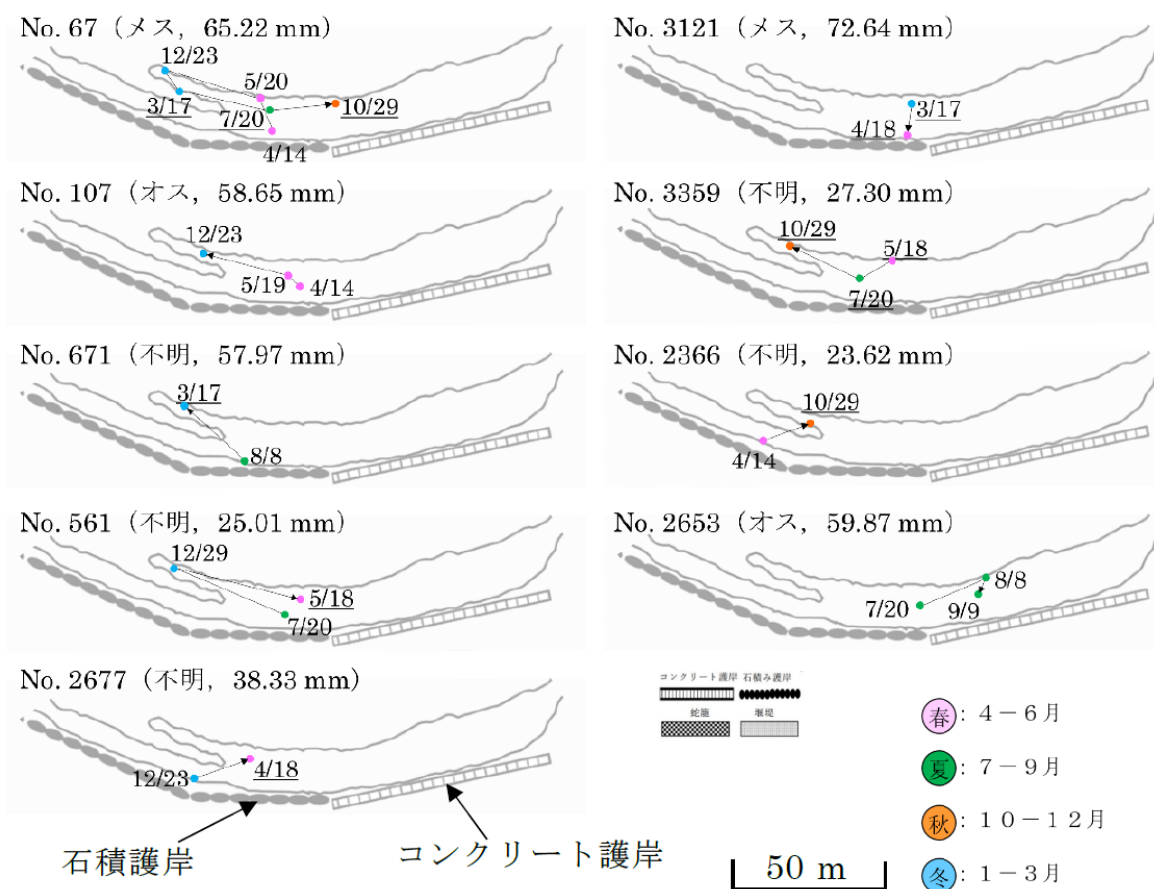 No. 67（メス，65.22 mm）
12/23
5/20
3/17
7/20
10/29
4/14
No. 3121（メス，72.64 mm）
3/17
4/18
No. 107（オス，58.65 mm）
12/23
5/19
4/14
No. 3359（不明，27.30 mm）
10/29
5/18
7/20
No. 671（不明，57.97 mm）
3/17
8/8
No. 2366（不明，23.62 mm）
10/29
4/14
No. 561（不明，25.01 mm）
12/29
5/18
7/20
No. 2653（オス，59.87 mm）
8/8
7/20
9/9
No. 2677（不明，38.33 mm）
12/23
4/18
石積護岸
コンクリート護岸
コンクリート護岸 石積み護岸
蛇籠 堰堤
50 m
春：４－６月
夏：７－９月
秋：１０－１２月
冬：１－３月